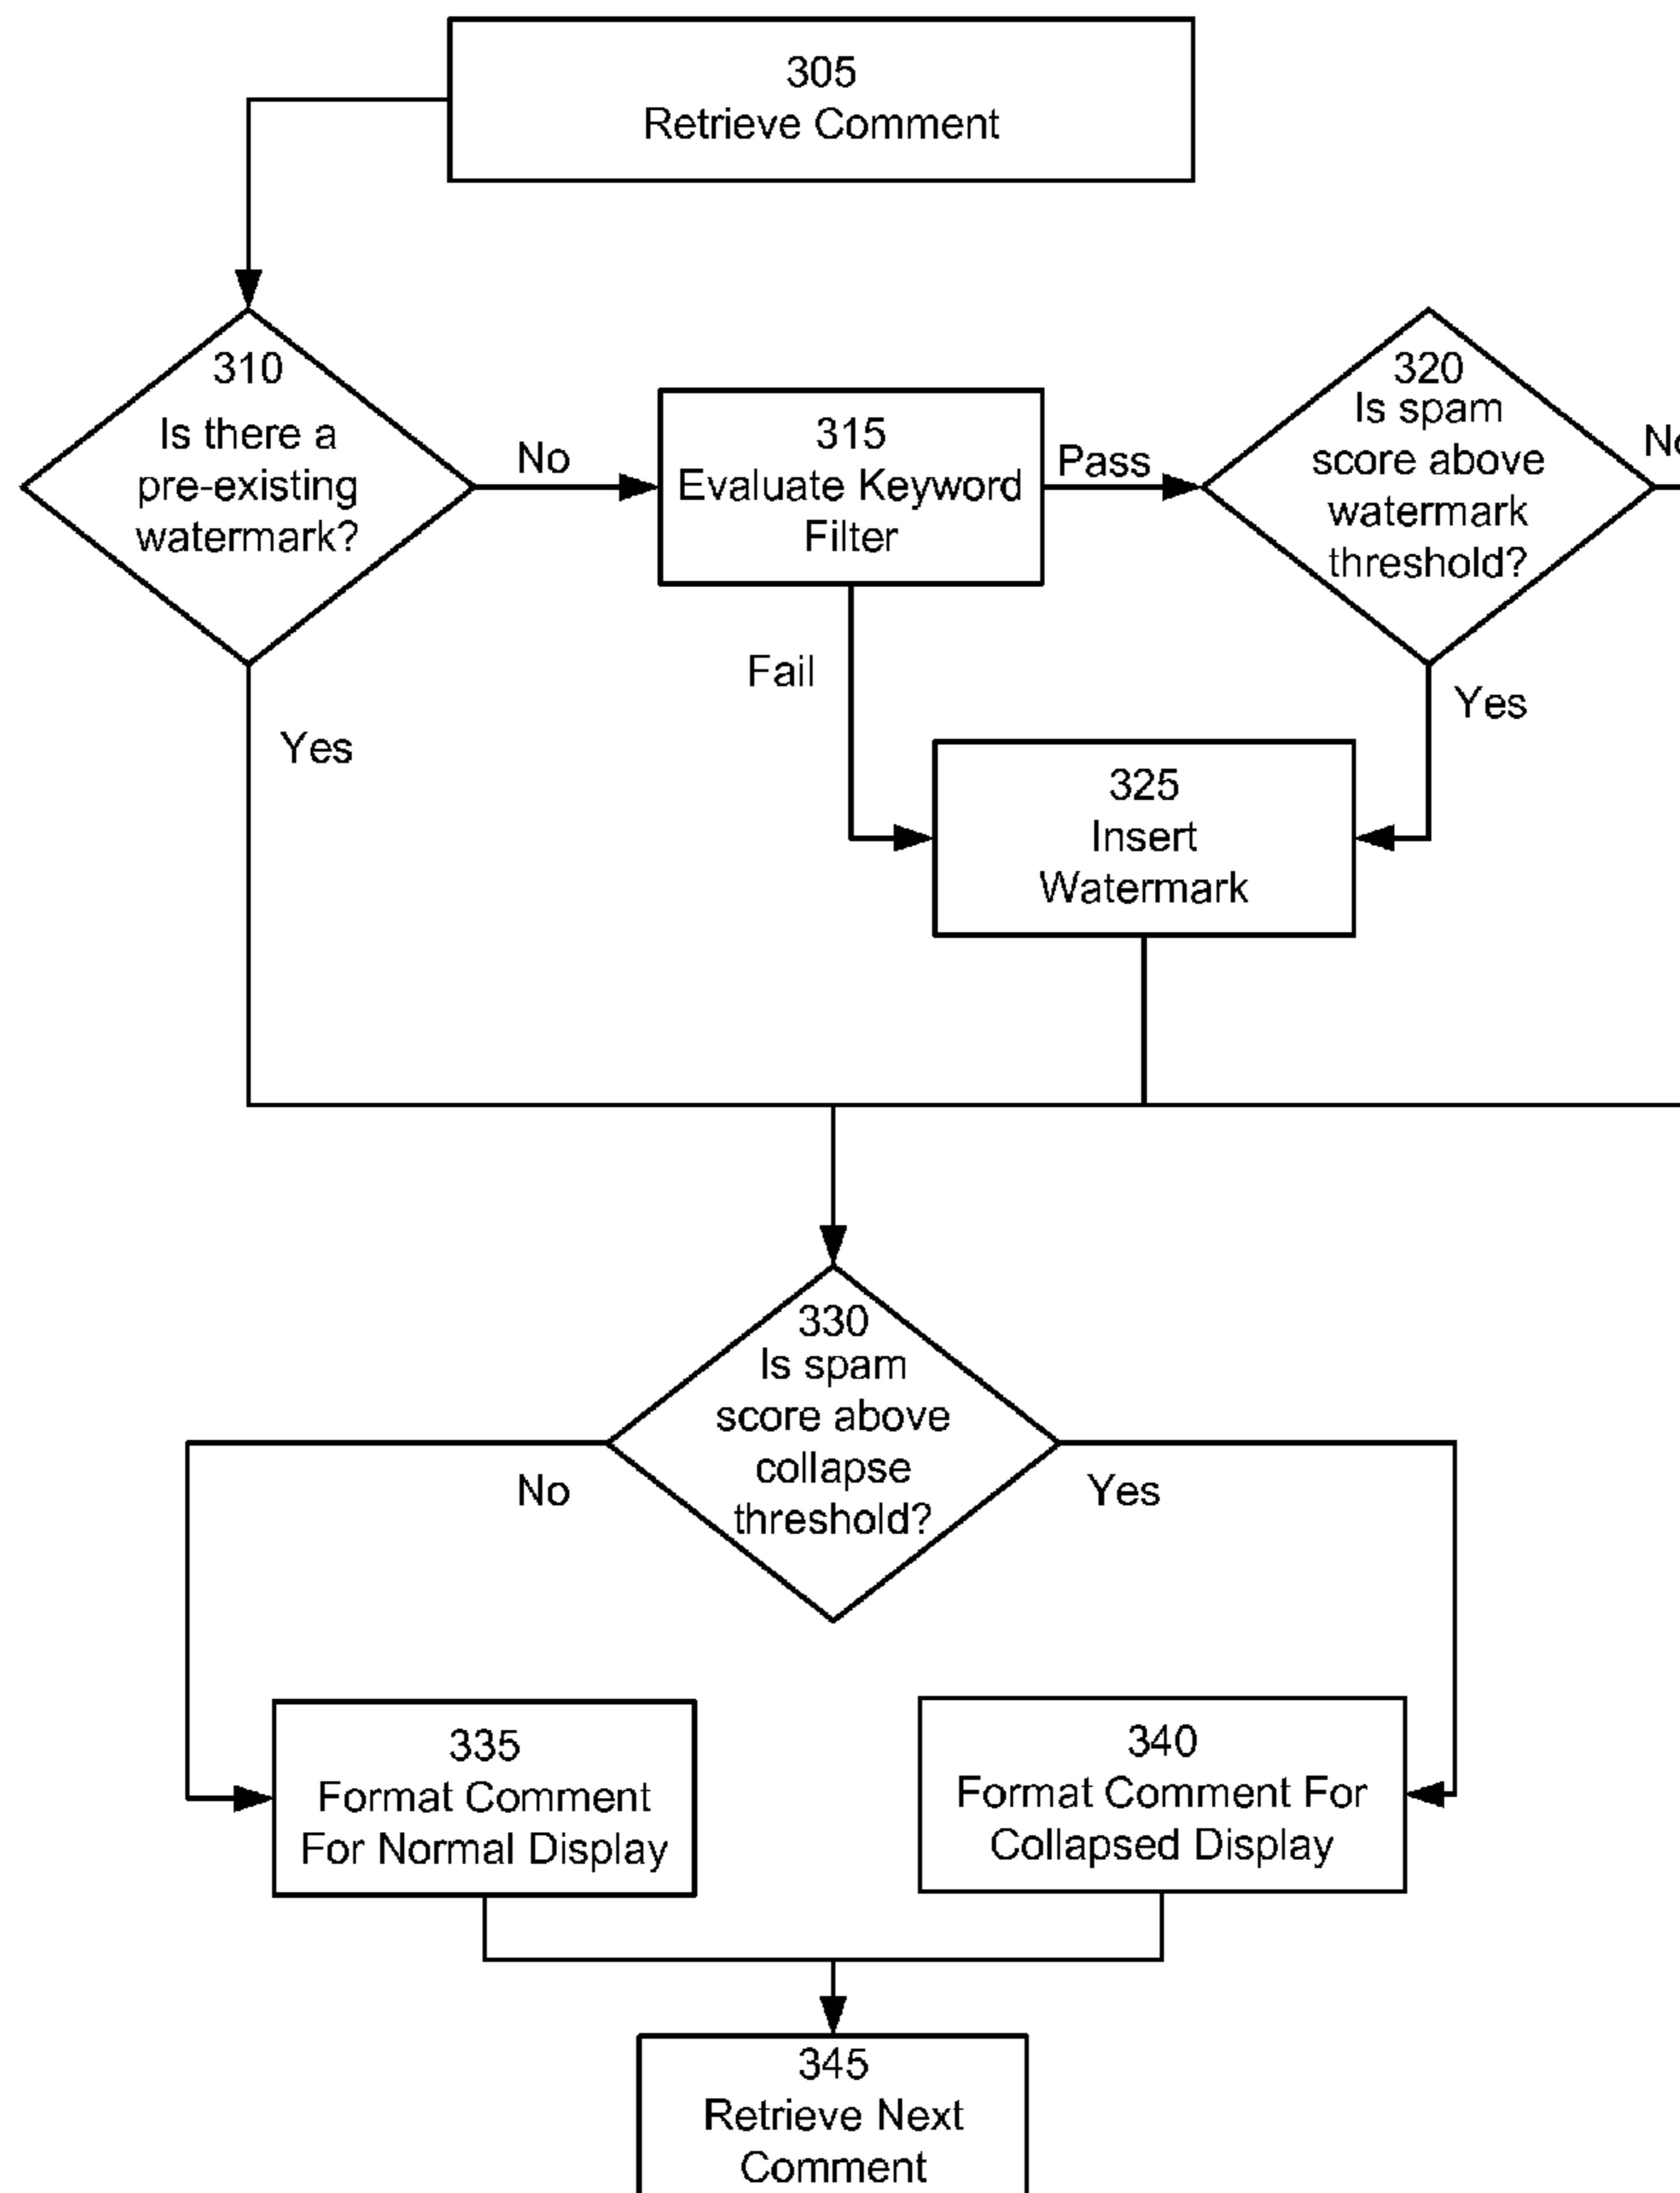 305
Retrieve Comment
310
Is there a
pre-existing
watermark?
No
315
Evaluate Keyword
Filter
Pass
320
Is spam
score above
watermark
threshold?
Fail
Yes
Yes
325
Insert
Watermark
330
Is spam
score above
collapse
threshold?
No
Yes
335
Format Comment
For Normal Display
340
Format Comment For
Collapsed Display
345
Retrieve Next
Comment